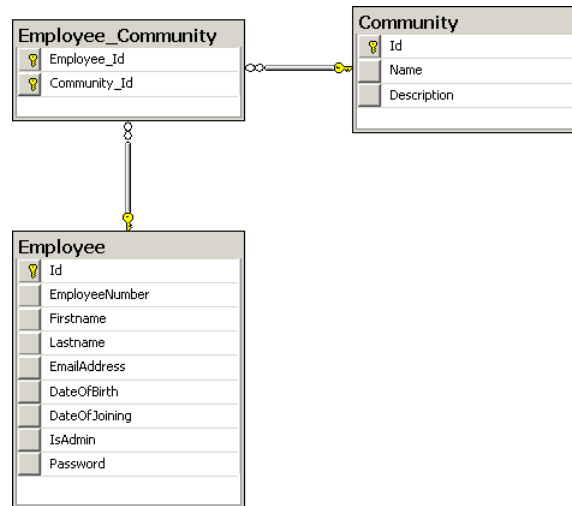 Employee_Community
Employee_Id
Community_Id
Community
Id
Name
Description
Employee
Id
EmployeeNumber
Firstname
Lastname
EmailAddress
DateOfBirth
DateOfJoining
IsAdmin
Password